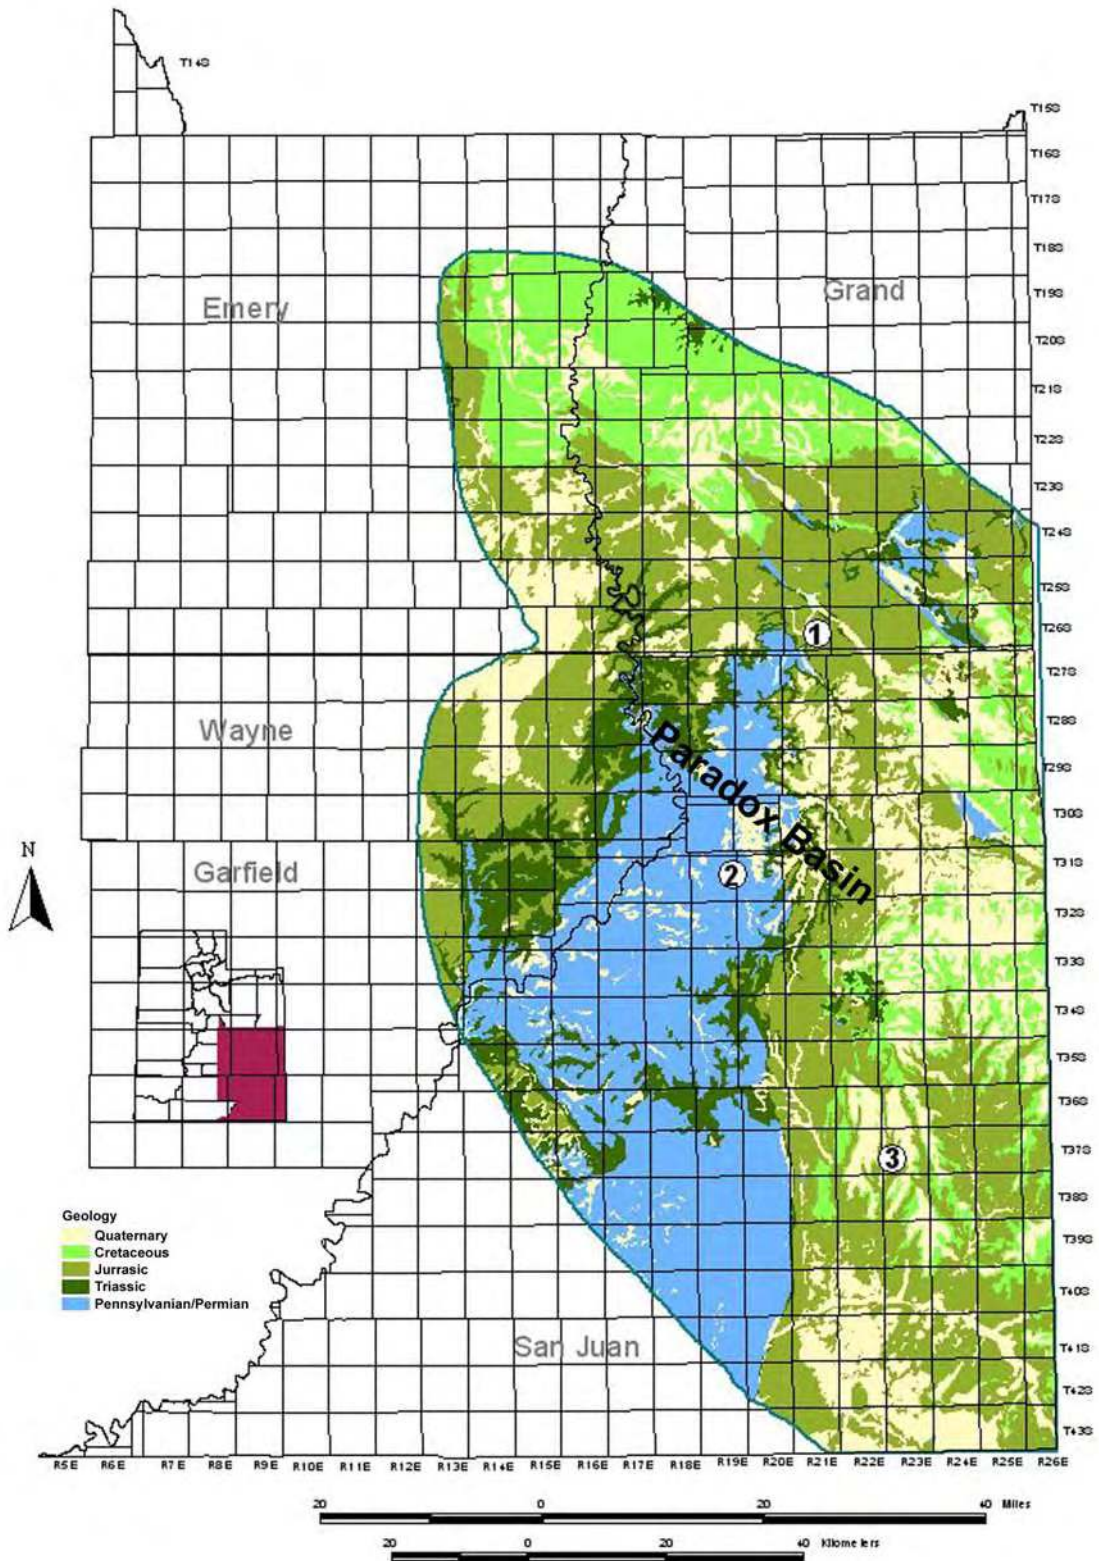 T14S
T15S
T16S
T17S
T18S
Emery
Grand
T19S
T20S
T21S
T22S
T23S
T24S
T25S
T26S
1
T27S
Wayne
T28S
Paradox Basin
T29S
T30S
N
Garfield
T31S
2
T32S
T33S
T34S
T35S
T36S
3
T37S
T38S
Geology
Quaternary
Cretaceous
Jurrasic
Triassic
Pennsylvanian/Permian
T39S
T40S
San Juan
T41S
T42S
T43S
R5E R6E R7E R8E R9E R10E R11E R12E R13E R14E R15E R16E R17E R18E R19E R20E R21E R22E R23E R24E R25E R26E
20 0 20 40 Miles
20 0 20 40 Kilometers